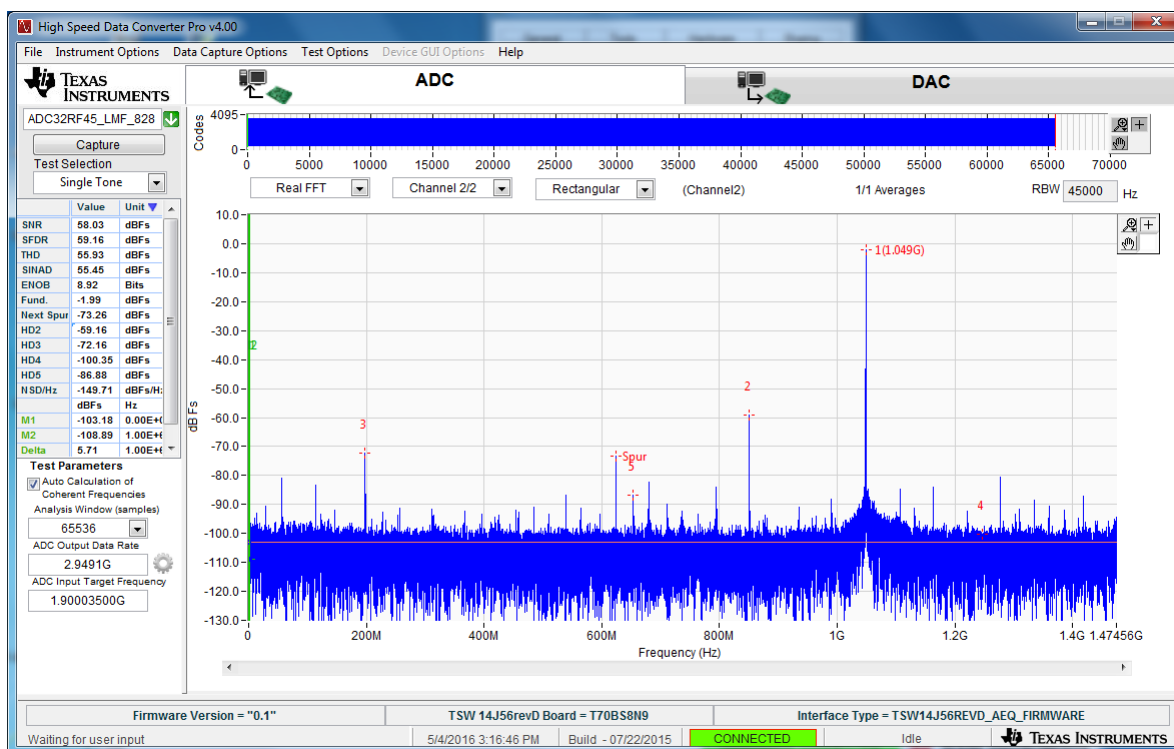 High Speed Data Converter Pro v4.00
File Instrument Options Data Capture Options Test Options Device GUI Options Help
TEXAS INSTRUMENTS
ADC
DAC
ADC32RF45_LMF_828
Capture
Test Selection
Single Tone
Value Unit
SNR 58.03 dBFs
SFDR 59.16 dBFs
THD 55.93 dBFs
SINAD 55.45 dBFs
ENOB 8.92 Bits
Fund. -1.99 dBFs
Next Spur -73.26 dBFs
HD2 -59.16 dBFs
HD3 -72.16 dBFs
HD4 -100.35 dBFs
HD5 -86.88 dBFs
NSD/Hz -149.71 dBFs/H
dBFs Hz
M1 -103.18 0.00E+
M2 -108.89 1.00E+
Delta 5.71 1.00E+
Test Parameters
Auto Calculation of
Coherent Frequencies
Analysis Window (samples)
65536
ADC Output Data Rate
2.9491G
ADC Input Target Frequency
1.90003500G
Codes
4095
0
0 5000 10000 15000 20000 25000 30000 35000 40000 45000 50000 55000 60000 65000 70000
Real FFT Channel 2/2 Rectangular (Channel2) 1/1 Averages RBW 45000 Hz
dBFs
10.0
0.0
-10.0
-20.0
-30.0
-40.0
-50.0
-60.0
-70.0
-80.0
-90.0
-100.0
-110.0
-120.0
-130.0
1(1.049G)
2
3
Spur
5
4
0 200M 400M 600M 800M 1G 1.2G 1.4G 1.47456G
Frequency (Hz)
Firmware Version = "0.1" TSW 14J56revD Board = T70BS8N9 Interface Type = TSW14J56REVD_AEQ_FIRMWARE
Waiting for user input 5/4/2016 3:16:46 PM Build - 07/22/2015 CONNECTED Idle TEXAS INSTRUMENTS